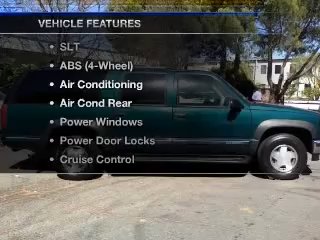 VEHICLE FEATURES
• SLT
• ABS (4-Wheel)
• Air Conditioning
• Air Cond Rear
• Power Windows
• Power Door Locks
• Cruise Control